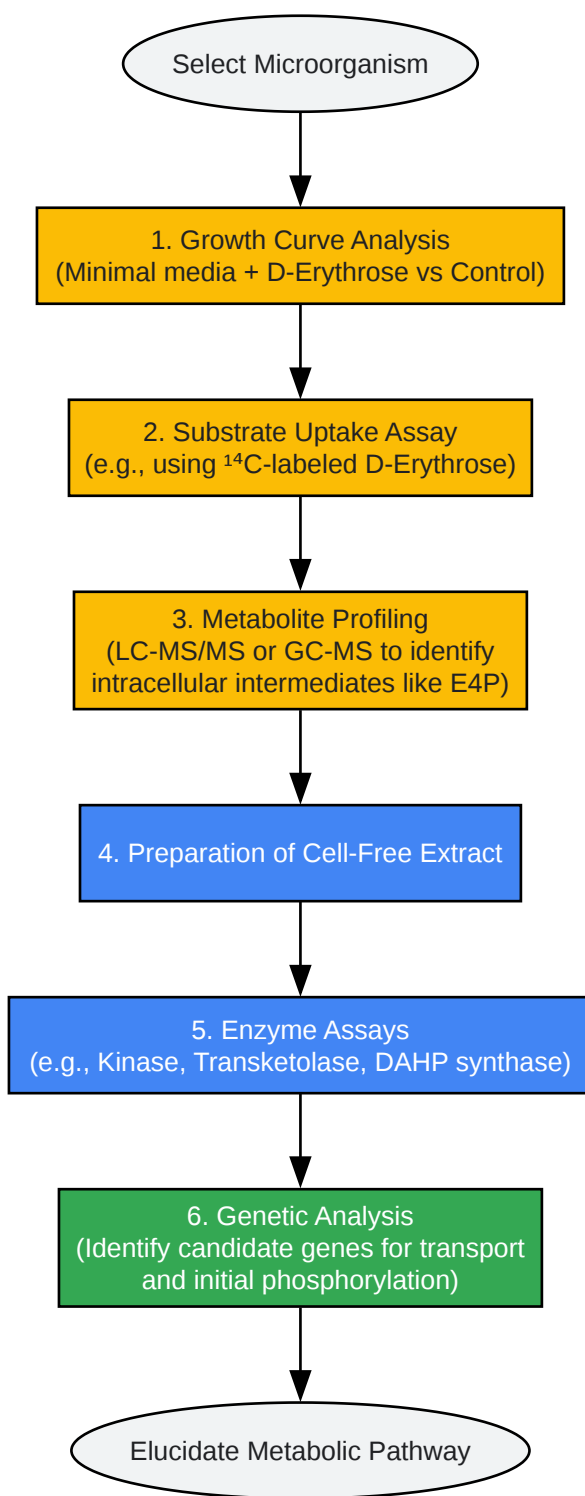 Select Microorganism
1. Growth Curve Analysis
(Minimal media + D-Erythrose vs Control)
2. Substrate Uptake Assay
(e.g., using ¹⁴C-labeled D-Erythrose)
3. Metabolite Profiling
(LC-MS/MS or GC-MS to identify
intracellular intermediates like E4P)
4. Preparation of Cell-Free Extract
5. Enzyme Assays
(e.g., Kinase, Transketolase, DAHP synthase)
6. Genetic Analysis
(Identify candidate genes for transport
and initial phosphorylation)
Elucidate Metabolic Pathway